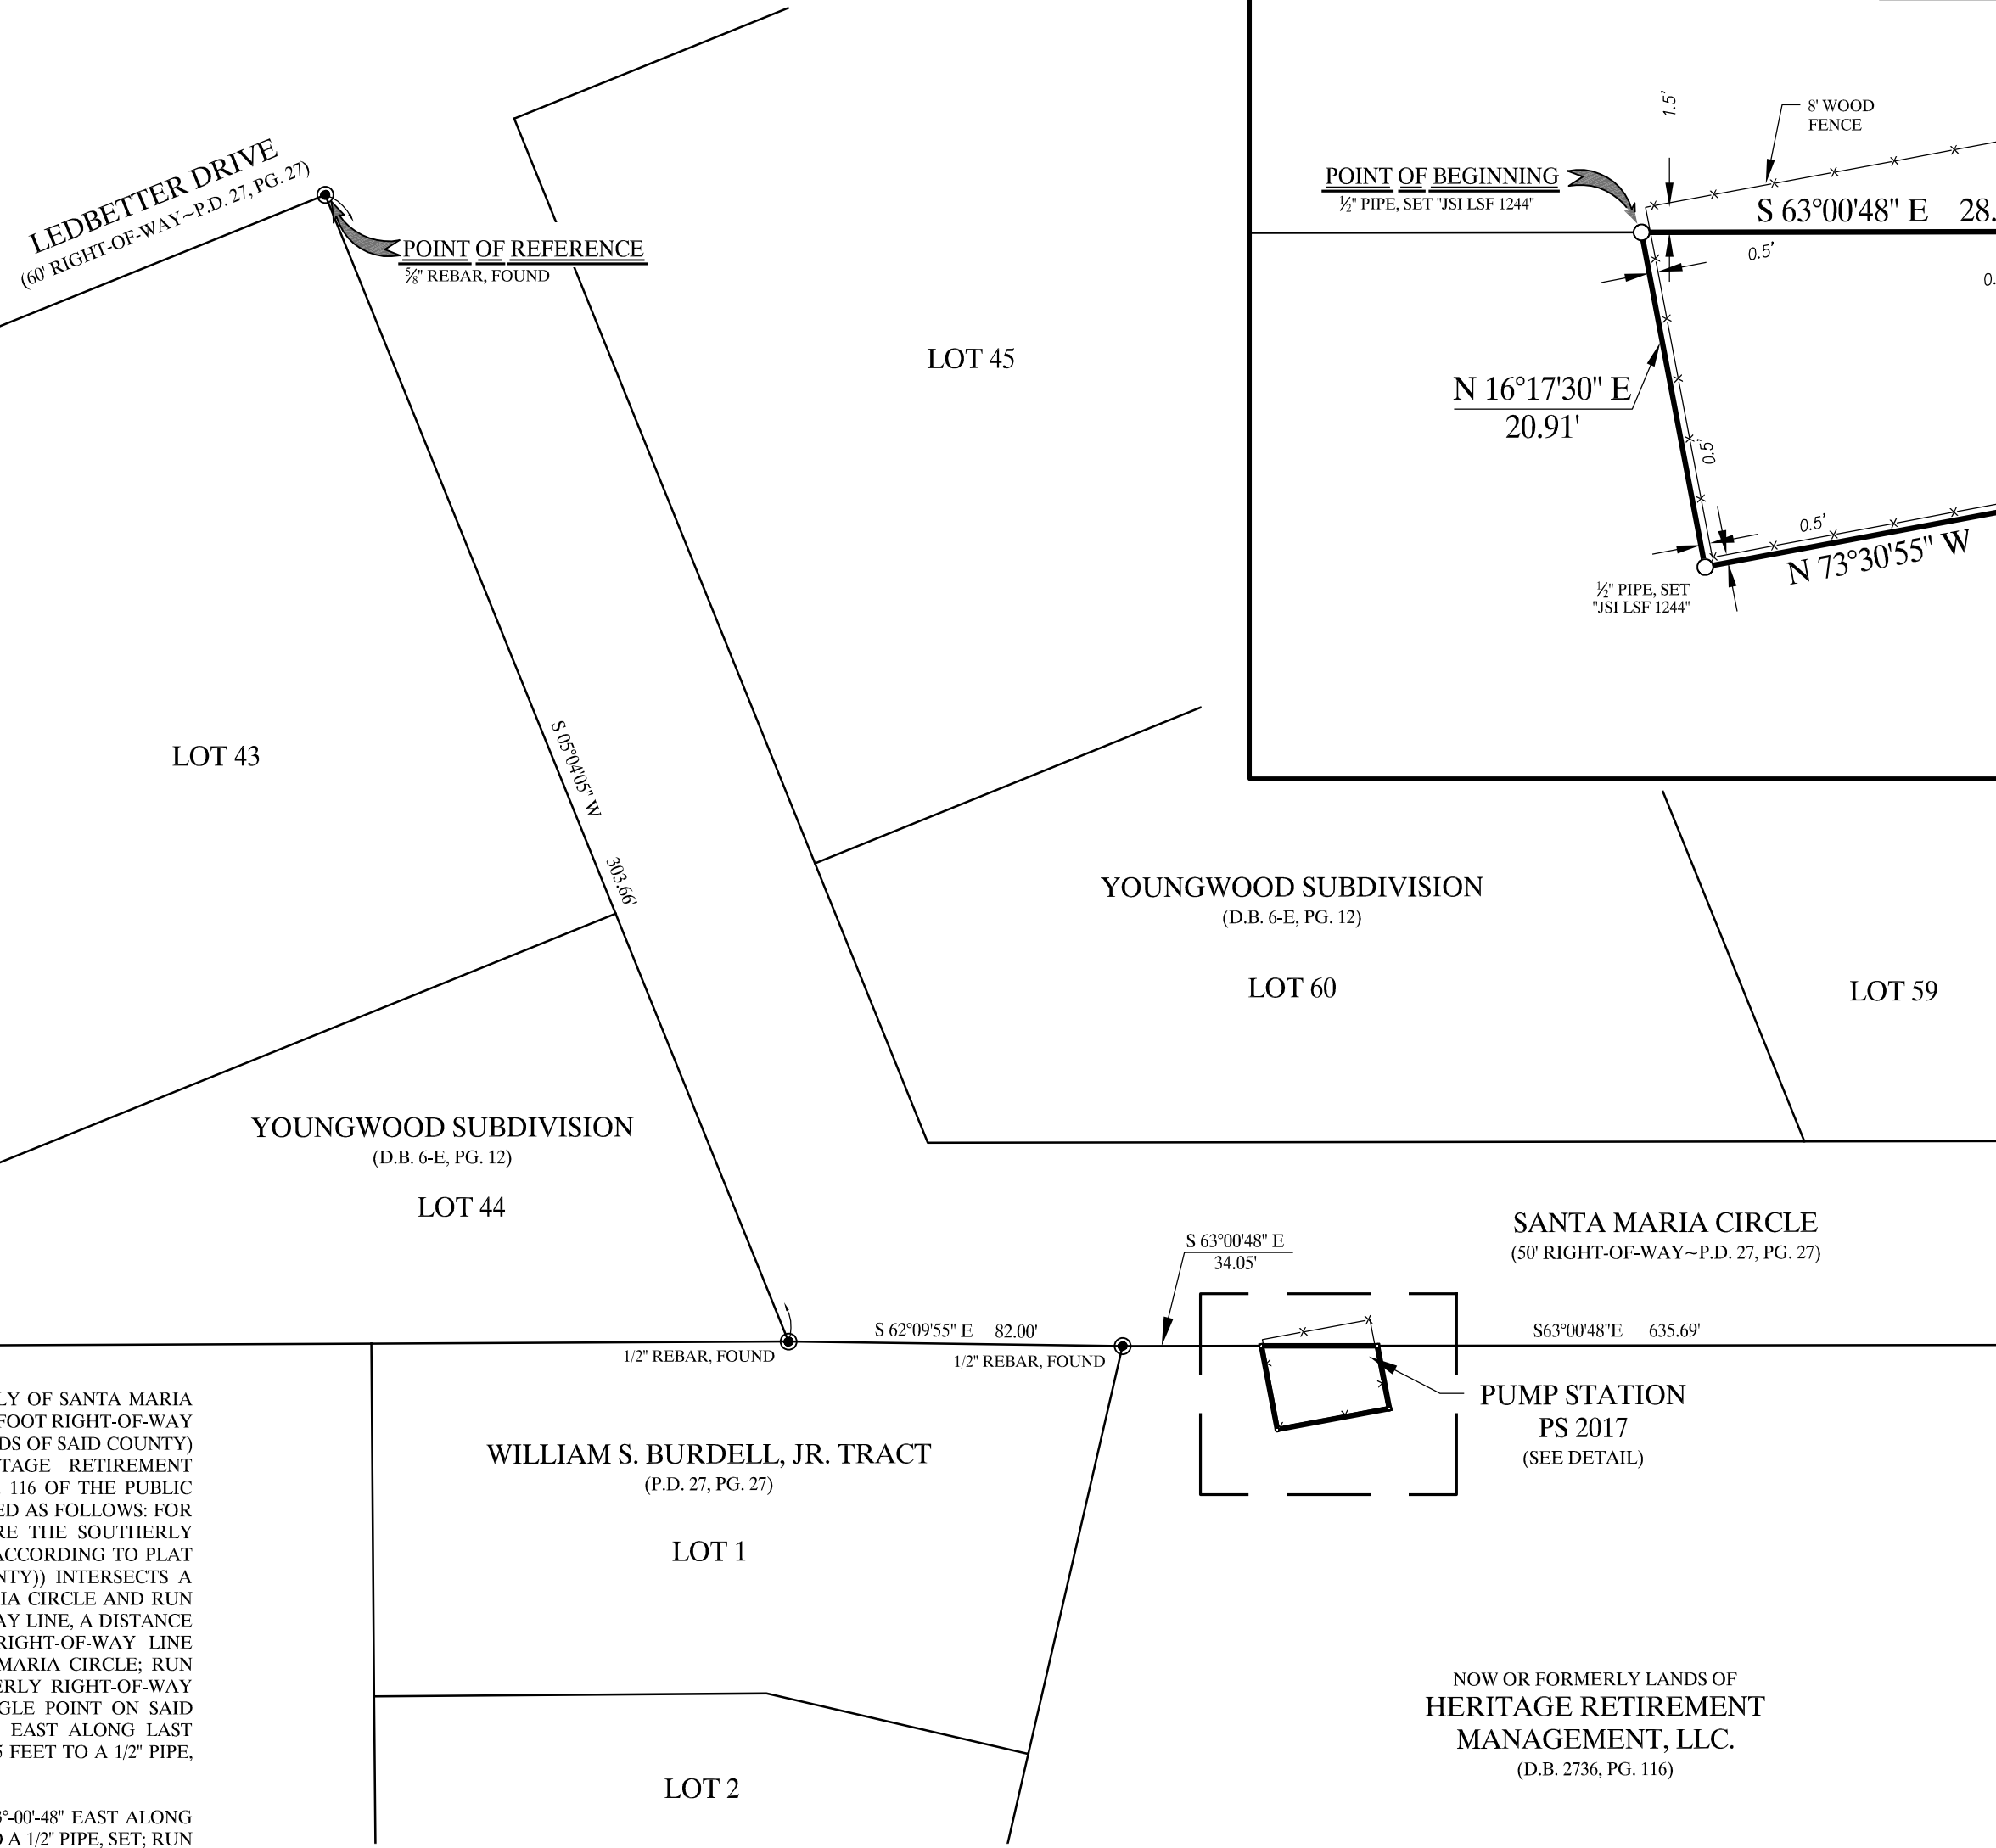 LEDBETTER DRIVE
(60' RIGHT-OF-WAY~P.D. 27, PG. 27)
POINT OF REFERENCE
⅝" REBAR, FOUND
LOT 45
LOT 43
S 05°04'05" W 303.66'
1.5'
8' WOOD
FENCE
POINT OF BEGINNING
½" PIPE, SET "JSI LSF 1244"
S 63°00'48" E 28.
0.5'
0.
N 16°17'30" E
20.91'
0.5'
0.5'
N 73°30'55" W
½" PIPE, SET
"JSI LSF 1244"
YOUNGWOOD SUBDIVISION
(D.B. 6-E, PG. 12)
LOT 60
LOT 59
YOUNGWOOD SUBDIVISION
(D.B. 6-E, PG. 12)
LOT 44
SANTA MARIA CIRCLE
(50' RIGHT-OF-WAY~P.D. 27, PG. 27)
S 63°00'48" E
34.05'
S 62°09'55" E 82.00'
S63°00'48"E 635.69'
1/2" REBAR, FOUND
1/2" REBAR, FOUND
PUMP STATION
PS 2017
(SEE DETAIL)
WILLIAM S. BURDELL, JR. TRACT
(P.D. 27, PG. 27)
LOT 1
LOT 2
NOW OR FORMERLY LANDS OF
HERITAGE RETIREMENT
MANAGEMENT, LLC.
(D.B. 2736, PG. 116)
LY OF SANTA MARIA
FOOT RIGHT-OF-WAY
DS OF SAID COUNTY)
TAGE RETIREMENT
116 OF THE PUBLIC
ED AS FOLLOWS: FOR
RE THE SOUTHERLY
ACCORDING TO PLAT
NTY)) INTERSECTS A
IA CIRCLE AND RUN
AY LINE, A DISTANCE
RIGHT-OF-WAY LINE
MARIA CIRCLE; RUN
ERLY RIGHT-OF-WAY
GLE POINT ON SAID
EAST ALONG LAST
5 FEET TO A 1/2" PIPE,
3°-00'-48" EAST ALONG
O A 1/2" PIPE, SET; RUN